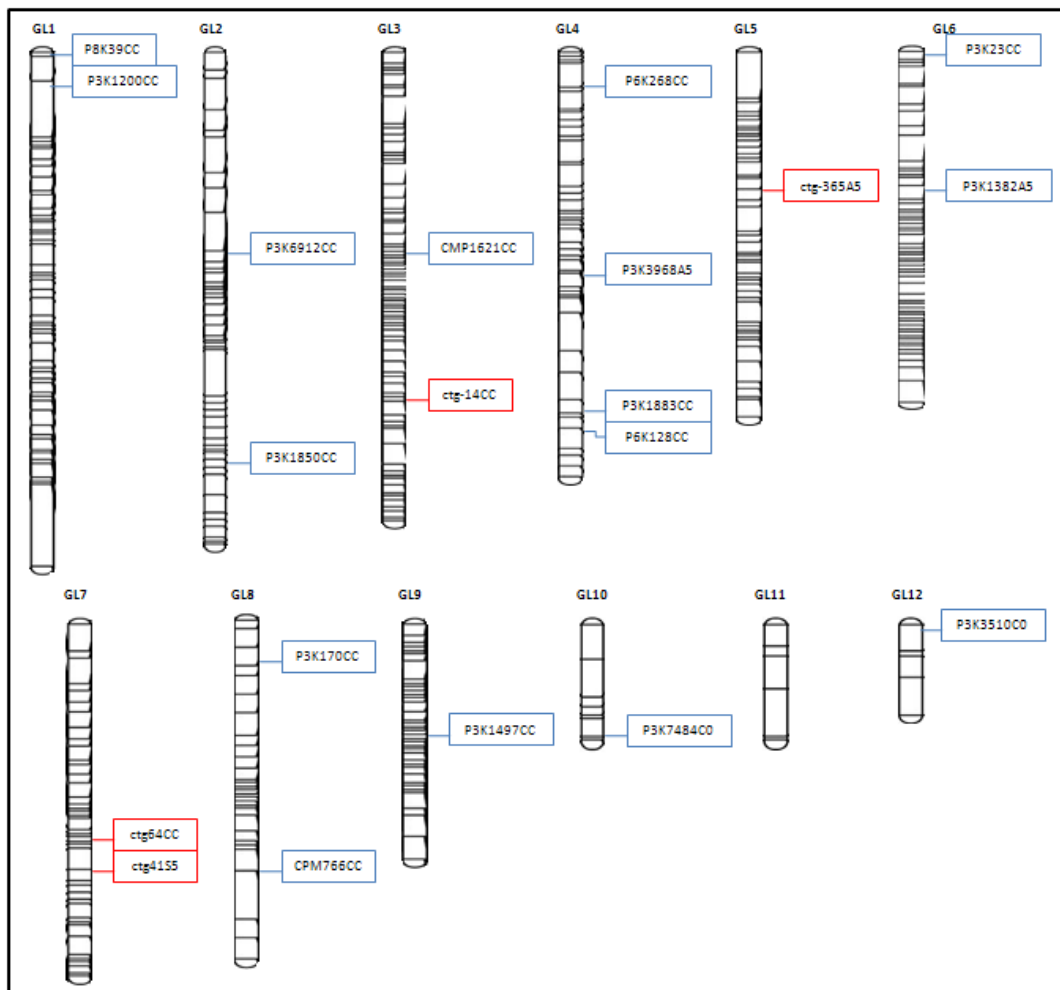 GL1
GL2
GL3
GL4
GL5
GL6
P8K39CC
P3K1200CC
P3K6912CC
P3K1850CC
CMP1621CC
ctg-14CC
P6K268CC
P3K3968A5
P3K1883CC
P6K128CC
ctg-365A5
P3K23CC
P3K1382A5
GL7
GL8
GL9
GL10
GL11
GL12
ctg64CC
ctg41S5
P3K170CC
CPM766CC
P3K1497CC
P3K7484C0
P3K3510C0